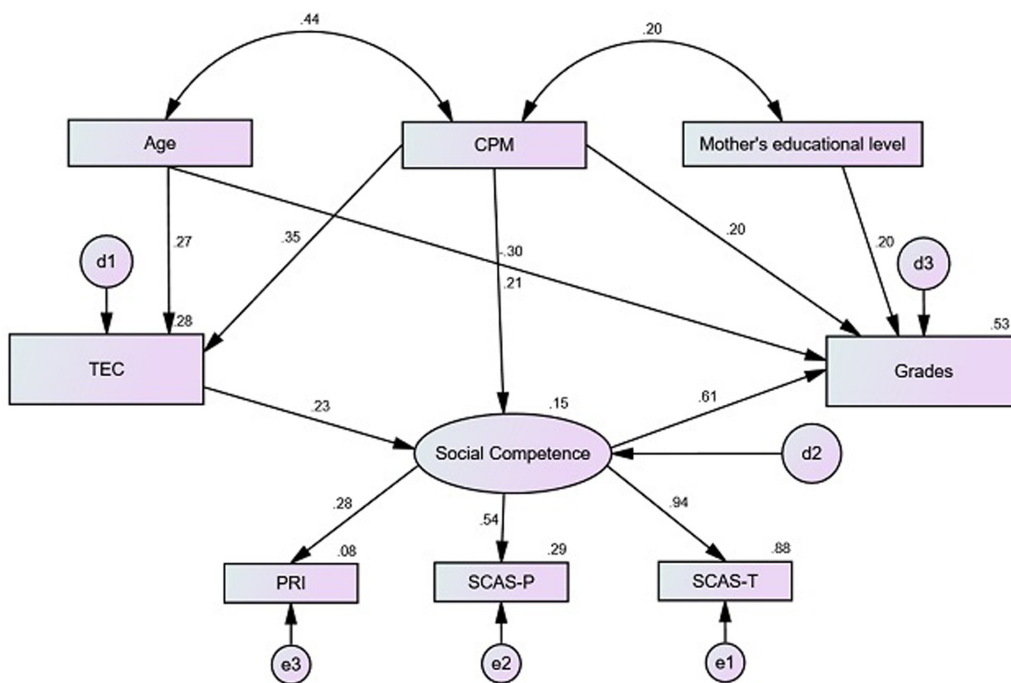 .44
.20
Age
CPM
Mother's educational level
.27
.35
-.30
.21
.20
.20
d1
d3
.28
TEC
.53
Grades
.23
.15
.61
Social Competence
d2
.28
.54
.94
.08
.29
.88
PRI
SCAS-P
SCAS-T
e3
e2
e1